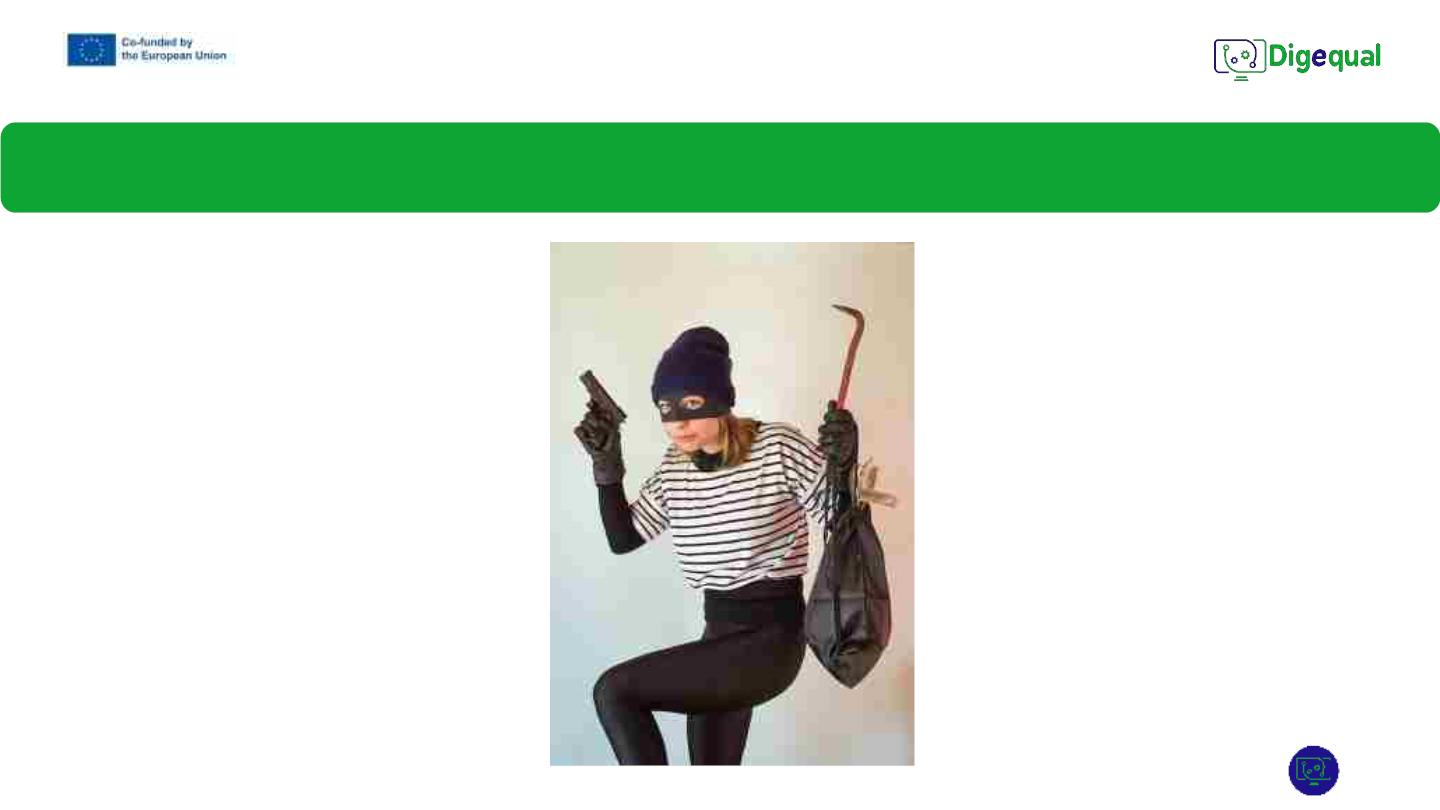 Co-funded by
the European Union
Digequal